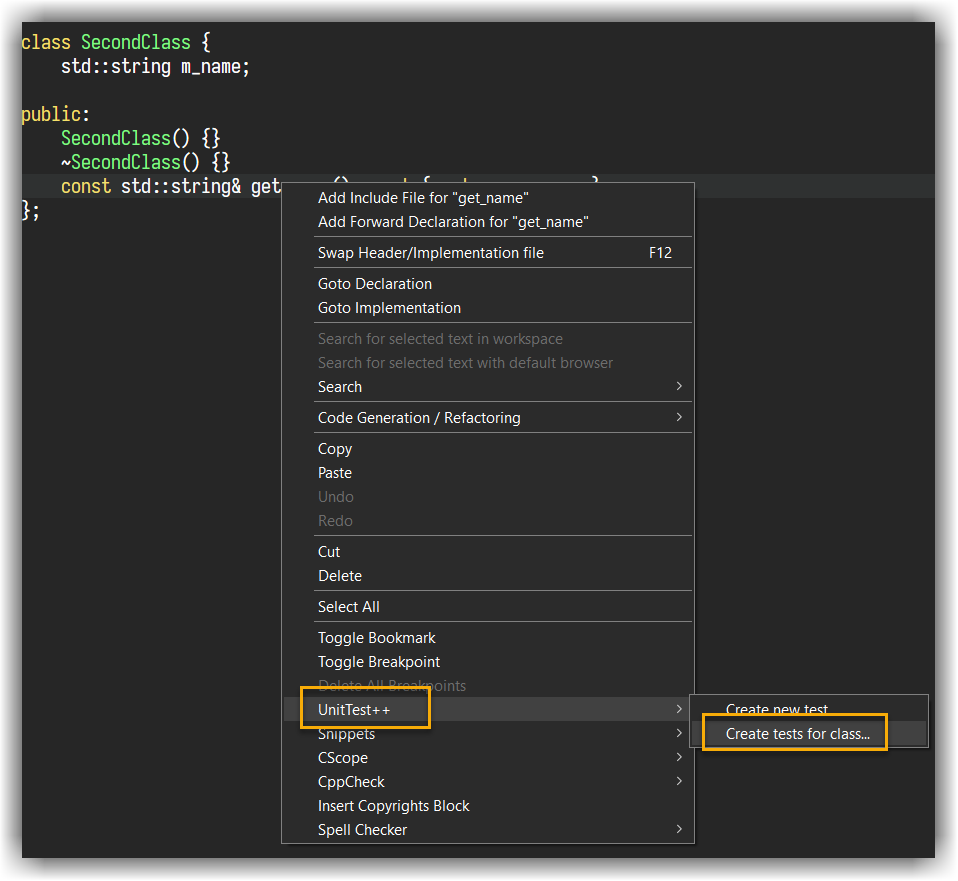 class SecondClass {
std::string m_name;
public:
SecondClass() {}
~SecondClass() {}
const std::string& get
};
Add Include File for "get_name"
Add Forward Declaration for "get_name"
Swap Header/Implementation file F12
Goto Declaration
Goto Implementation
Search for selected text in workspace
Search for selected text with default browser
Search
Code Generation / Refactoring
Copy
Paste
Undo
Redo
Cut
Delete
Select All
Toggle Bookmark
Toggle Breakpoint
Delete All Breakpoints
UnitTest++
Snippets
CScope
CppCheck
Insert Copyrights Block
Spell Checker
Create new test
Create tests for class...